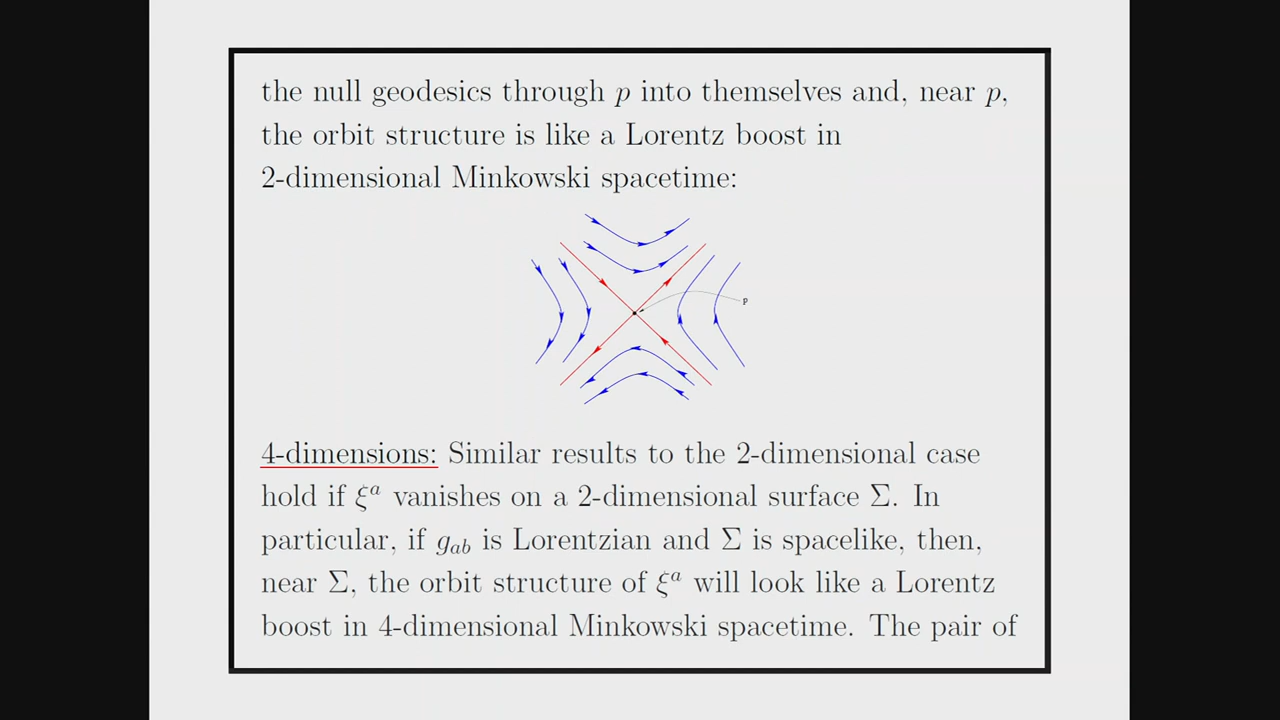 the null geodesics through p into themselves and, near p,
the orbit structure is like a Lorentz boost in
2-dimensional Minkowski spacetime:
p
4-dimensions: Similar results to the 2-dimensional case
hold if ξᵃ vanishes on a 2-dimensional surface Σ. In
particular, if gₐb is Lorentzian and Σ is spacelike, then,
near Σ, the orbit structure of ξᵃ will look like a Lorentz
boost in 4-dimensional Minkowski spacetime. The pair of